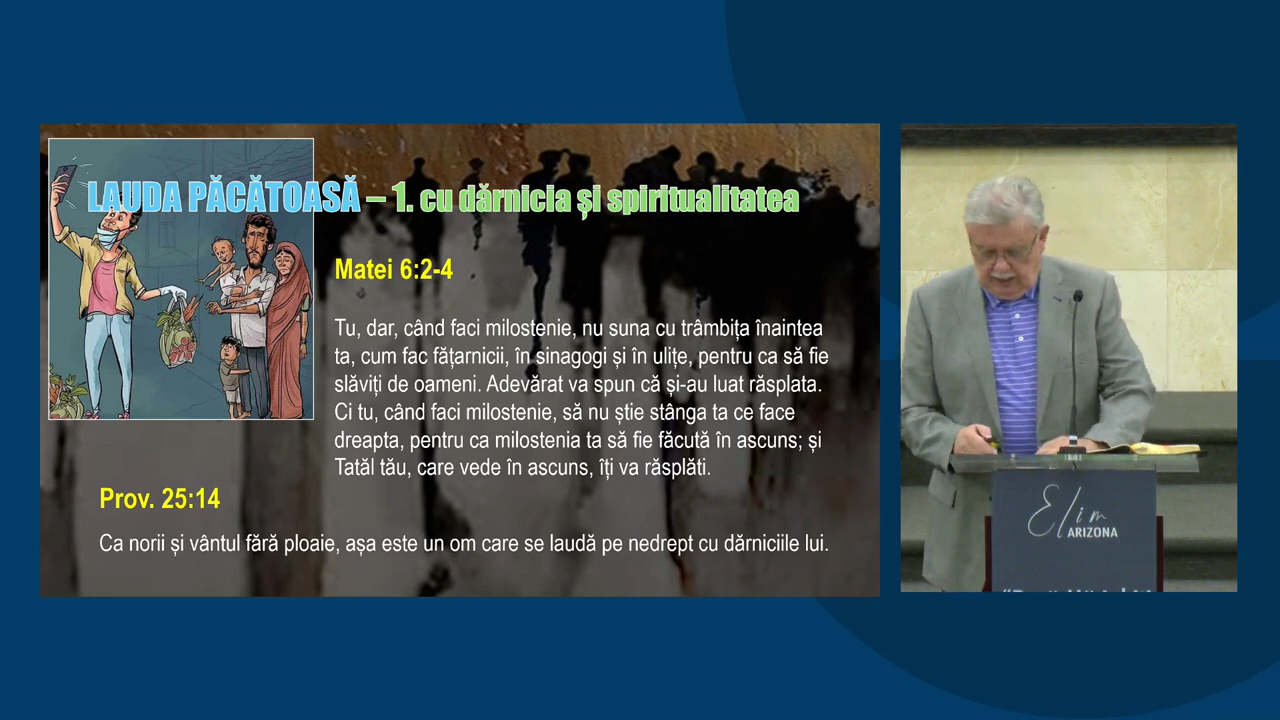 LAUDA PĂCĂTOASĂ – 1. cu dărnicia și spiritualitatea
Matei 6:2-4
Tu, dar, când faci milostenie, nu suna cu trâmbița înaintea
ta, cum fac fățarnicii, în sinagogi și în ulițe, pentru ca să fie
slăviți de oameni. Adevărat va spun că și-au luat răsplata.
Ci tu, când faci milostenie, să nu știe stânga ta ce face
dreapta, pentru ca milostenia ta să fie făcută în ascuns; și
Tatăl tău, care vede în ascuns, îți va răsplăti.
Prov. 25:14
Ca norii și vântul fără ploaie, așa este un om care se laudă pe nedrept cu dărniciile lui.
Elim
ARIZONA